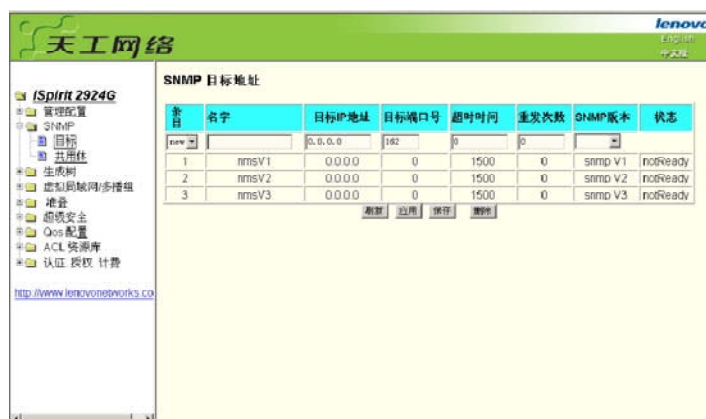 lenovo
English
中文版
天工网络
iSpirit 2924G
管理配置
SNMP
目标
共用体
生成树
虚拟局域网/多播组
堆叠
超级安全
Qos配置
ACL 资源库
认证 授权 计费
http://www.lenovonetworks.co
SNMP 目标地址
条目 名字 目标IP地址 目标端口号 超时时间 重发次数 SNMP版本 状态
new 0.0.0.0 162 0 0
1 nmsV1 0.0.0.0 0 1500 0 snmp V1 notReady
2 nmsV2 0.0.0.0 0 1500 0 snmp V2 notReady
3 nmsV3 0.0.0.0 0 1500 0 snmp V3 notReady
刷新 应用 保存 删除